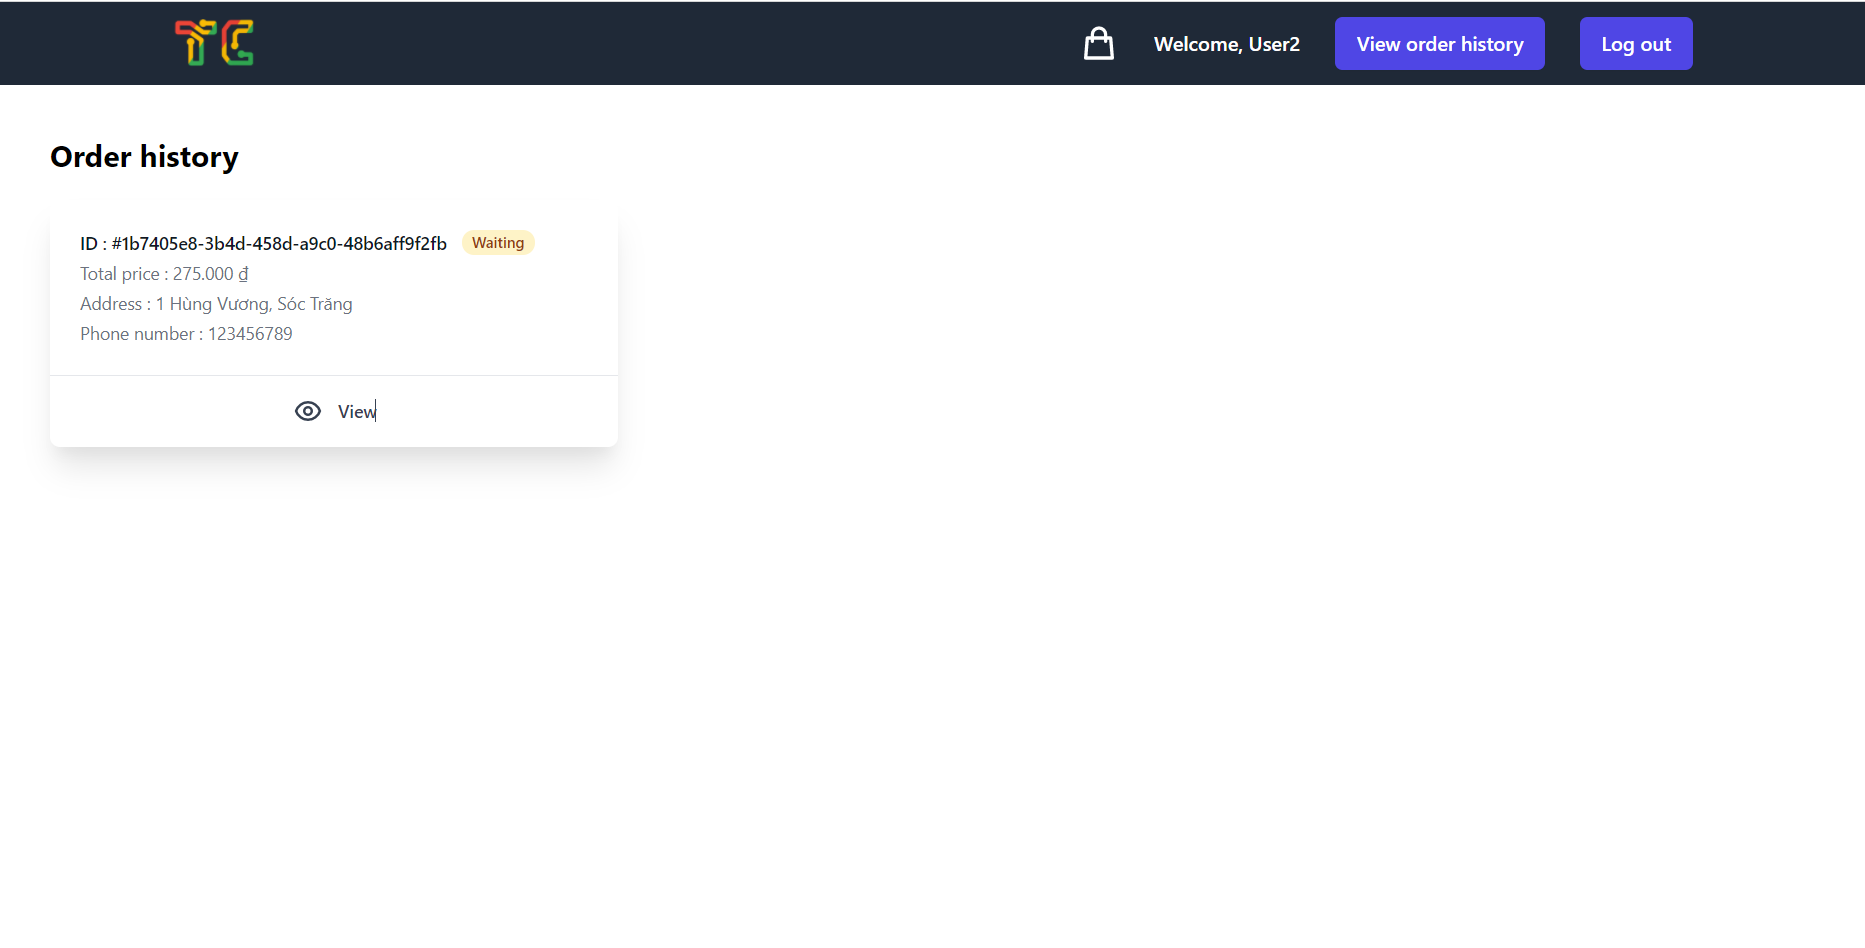 TC
Welcome, User2
View order history
Log out
Order history
ID : #1b7405e8-3b4d-458d-a9c0-48b6aff9f2fb Waiting
Total price : 275.000 ₫
Address : 1 Hùng Vương, Sóc Trăng
Phone number : 123456789
View